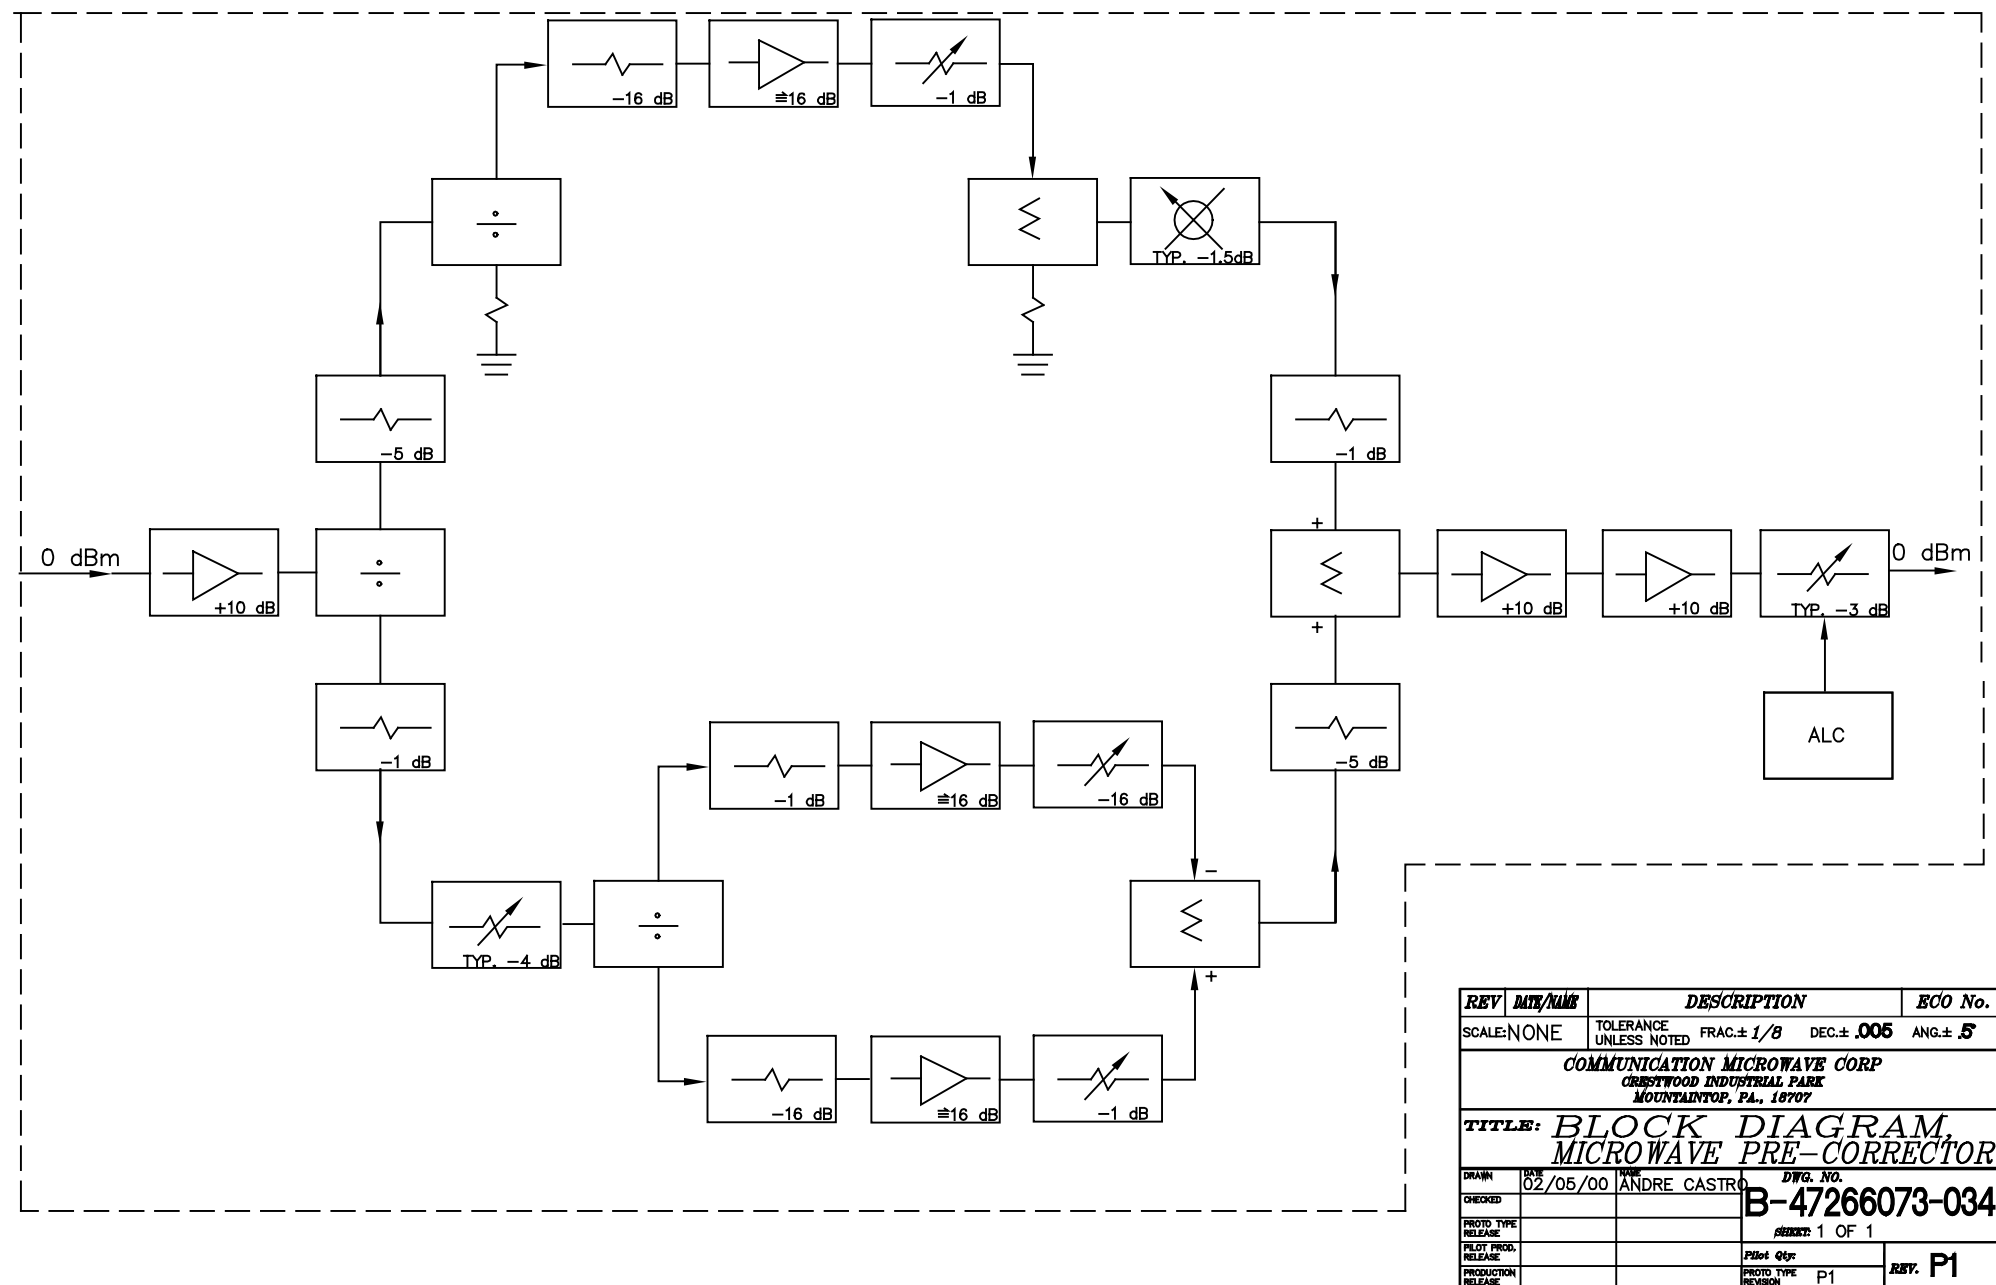 -16 dB
≅16 dB
-1 dB
TYP. -1.5dB
-5 dB
-1 dB
0 dBm
+10 dB
+
+
+10 dB
+10 dB
TYP. -3 dB
0 dBm
-1 dB
-1 dB
≅16 dB
-16 dB
-5 dB
ALC
TYP. -4 dB
-
+
-16 dB
≅16 dB
-1 dB
REV DATE/NAME DESCRIPTION ECO No.
SCALE: NONE TOLERANCE UNLESS NOTED FRAC.± 1/8 DEC.± .005 ANG.± .5°
COMMUNICATION MICROWAVE CORP
CRESTWOOD INDUSTRIAL PARK
MOUNTAINTOP, PA., 18707
TITLE: BLOCK DIAGRAM,
MICROWAVE PRE-CORRECTOR
DRAWN DATE 02/05/00 NAME ANDRE CASTRO
DWG. NO.
B-47266073-034
CHECKED
SHEET: 1 OF 1
PROTO TYPE RELEASE
PILOT PROD. RELEASE
Pilot Qty:
REV. P1
PRODUCTION RELEASE
PROTO TYPE REVISION P1